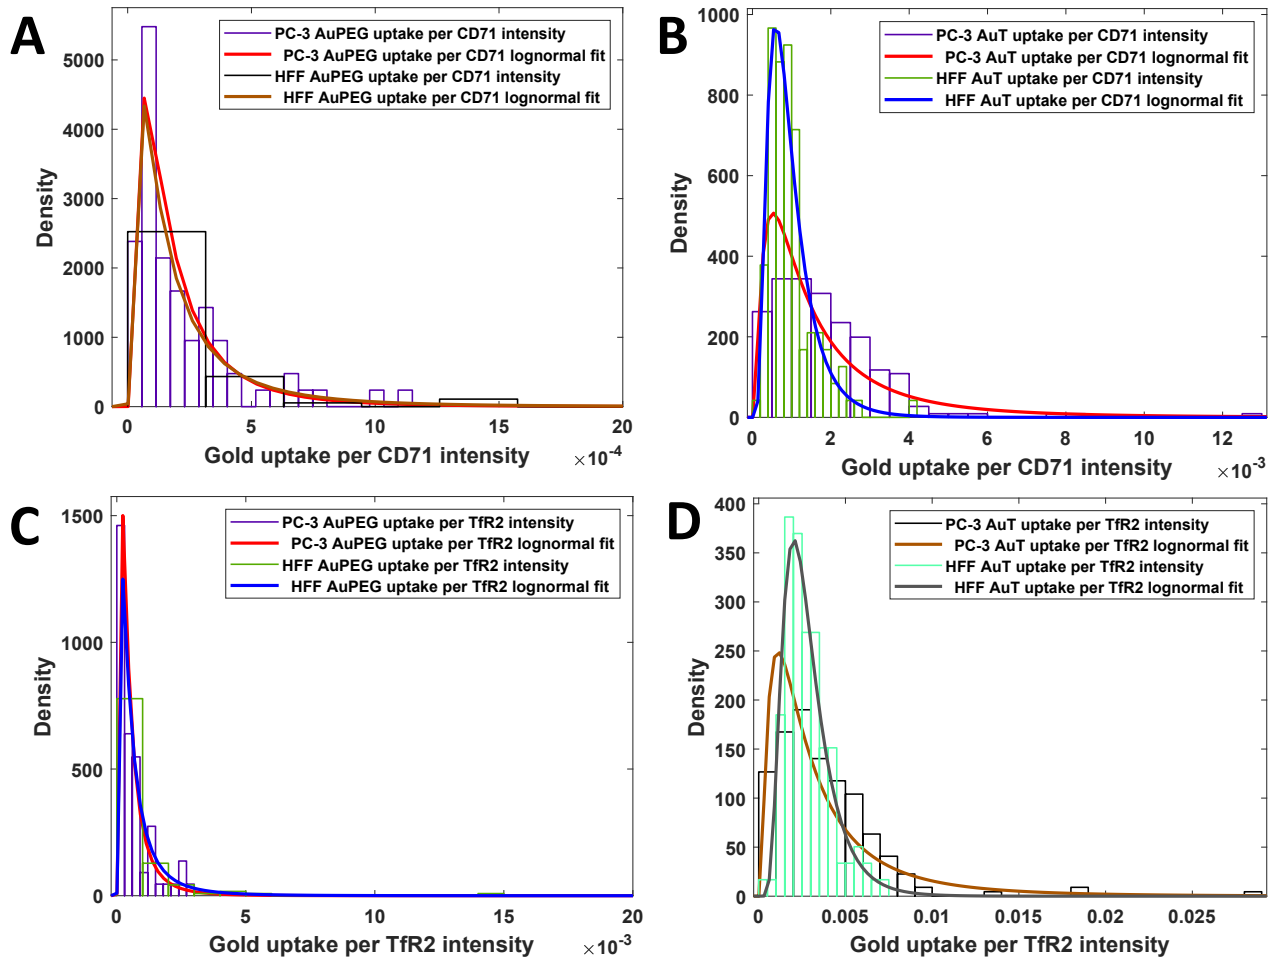 A
PC-3 AuPEG uptake per CD71 intensity
PC-3 AuPEG uptake per CD71 lognormal fit
HFF AuPEG uptake per CD71 intensity
HFF AuPEG uptake per CD71 lognormal fit
Density
5000
4000
3000
2000
1000
0
0 5 10 15 20
Gold uptake per CD71 intensity
×10-4
B
PC-3 AuT uptake per CD71 intensity
PC-3 AuT uptake per CD71 lognormal fit
HFF AuT uptake per CD71 intensity
HFF AuT uptake per CD71 lognormal fit
Density
1000
800
600
400
200
0
0 2 4 6 8 10 12
Gold uptake per CD71 intensity
×10-3
C
PC-3 AuPEG uptake per TfR2 intensity
PC-3 AuPEG uptake per TfR2 lognormal fit
HFF AuPEG uptake per TfR2 intensity
HFF AuPEG uptake per TfR2 lognormal fit
Density
1500
1000
500
0
0 5 10 15 20
Gold uptake per TfR2 intensity
×10-3
D
PC-3 AuT uptake per TfR2 intensity
PC-3 AuT uptake per TfR2 lognormal fit
HFF AuT uptake per TfR2 intensity
HFF AuT uptake per TfR2 lognormal fit
Density
400
350
300
250
200
150
100
50
0
0 0.005 0.01 0.015 0.02 0.025
Gold uptake per TfR2 intensity